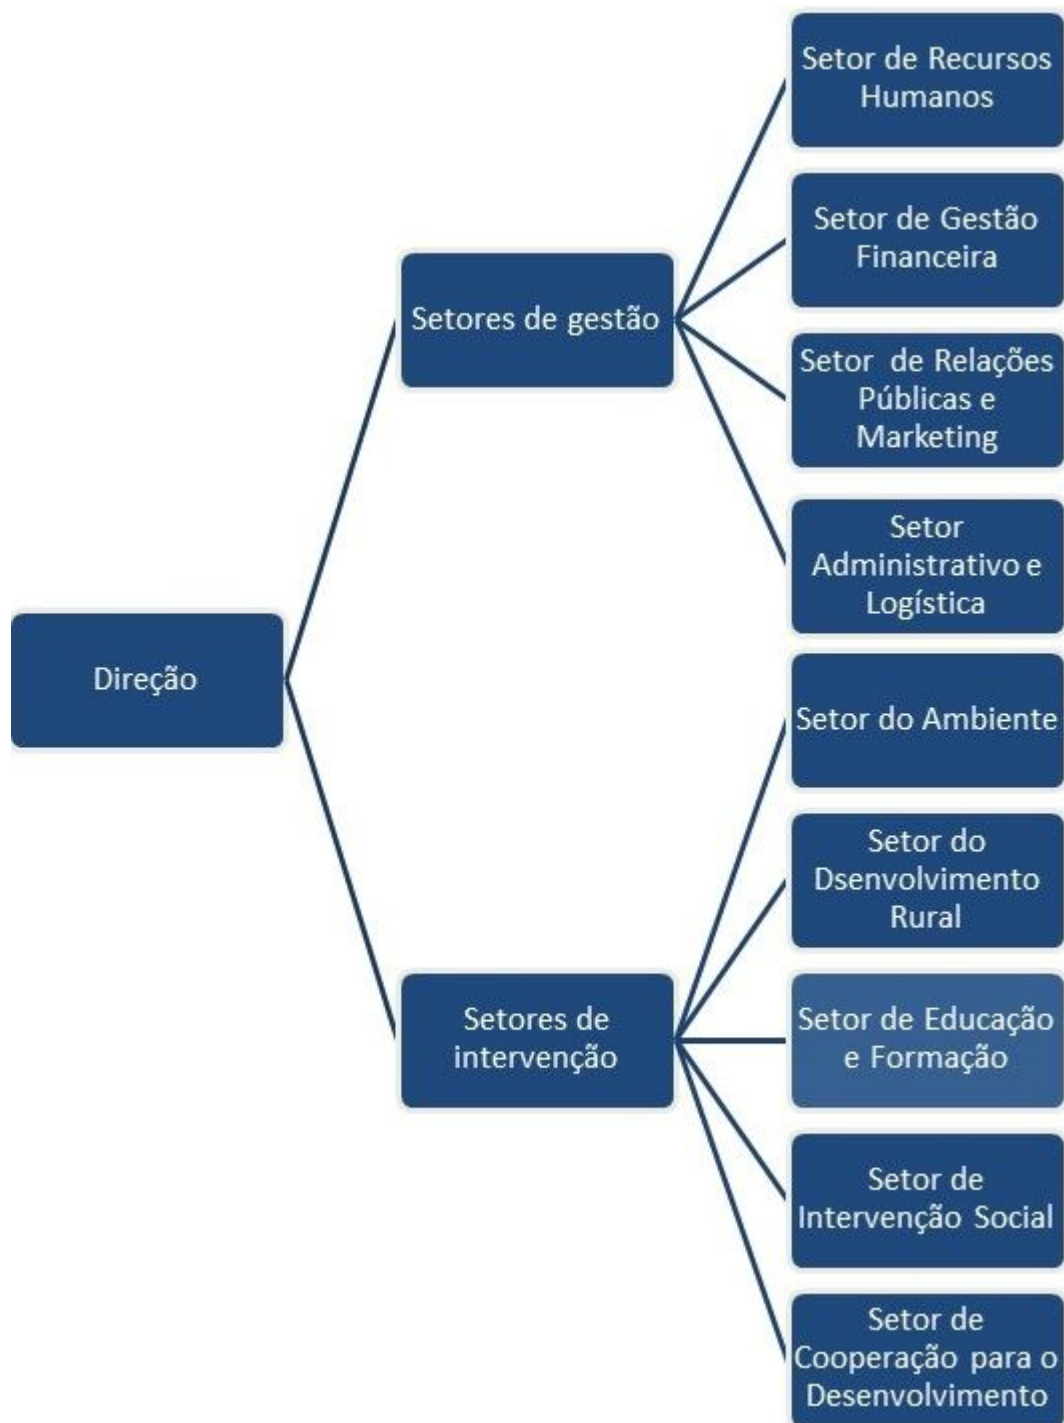 Setor de Recursos
Humanos
Setor de Gestão
Financeira
Setores de gestão
Setor de Relações
Públicas e
Marketing
Setor
Administrativo e
Logística
Direção
Setor do Ambiente
Setor do
Dsenvolvimento
Rural
Setores de
intervenção
Setor de Educação
e Formação
Setor de
Intervenção Social
Setor de
Cooperação para o
Desenvolvimento